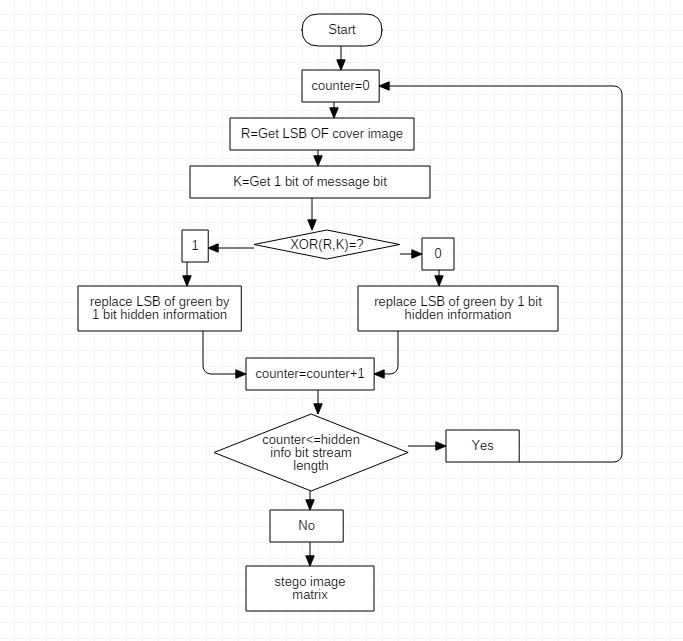 Start
counter=0
R=Get LSB OF cover image
K=Get 1 bit of message bit
XOR(R,K)=?
1
0
replace LSB of green by
1 bit hidden information
replace LSB of green by 1 bit
hidden information
counter=counter+1
counter<=hidden
info bit stream
length
Yes
No
stego image
matrix